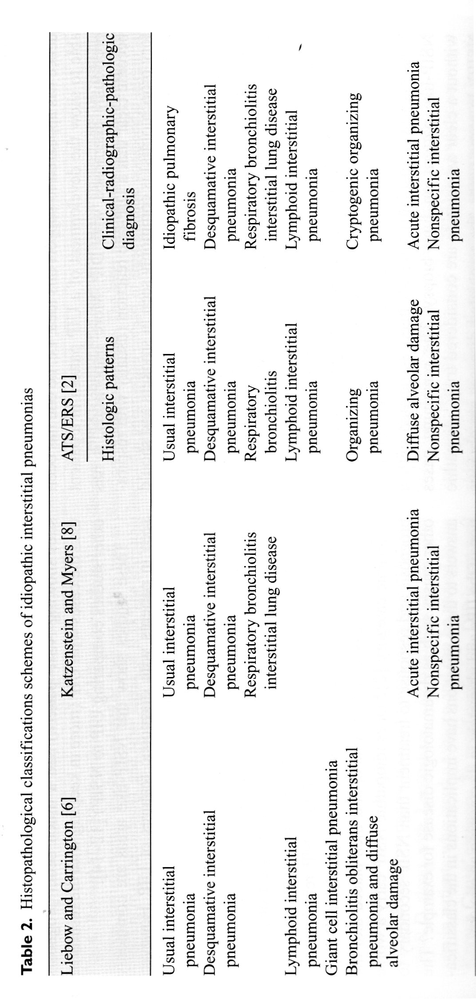 Table 2. Histopathological classifications schemes of idiopathic interstitial pneumonias
Liebow and Carrington [6] Katzenstein and Myers [8] ATS/ERS [2]
Histologic patterns Clinical-radiographic-pathologic
diagnosis
Usual interstitial Usual interstitial Usual interstitial Idiopathic pulmonary
pneumonia pneumonia pneumonia fibrosis
Desquamative interstitial Desquamative interstitial Desquamative interstitial Desquamative interstitial
pneumonia pneumonia pneumonia pneumonia
Respiratory bronchiolitis Respiratory Respiratory bronchiolitis
interstitial lung disease bronchiolitis interstitial lung disease
Lymphoid interstitial Lymphoid interstitial Lymphoid interstitial
pneumonia pneumonia pneumonia
Giant cell interstitial pneumonia
Bronchiolitis obliterans interstitial Organizing Cryptogenic organizing
pneumonia and diffuse pneumonia pneumonia
alveolar damage
Acute interstitial pneumonia Diffuse alveolar damage Acute interstitial pneumonia
Nonspecific interstitial Nonspecific interstitial Nonspecific interstitial
pneumonia pneumonia pneumonia